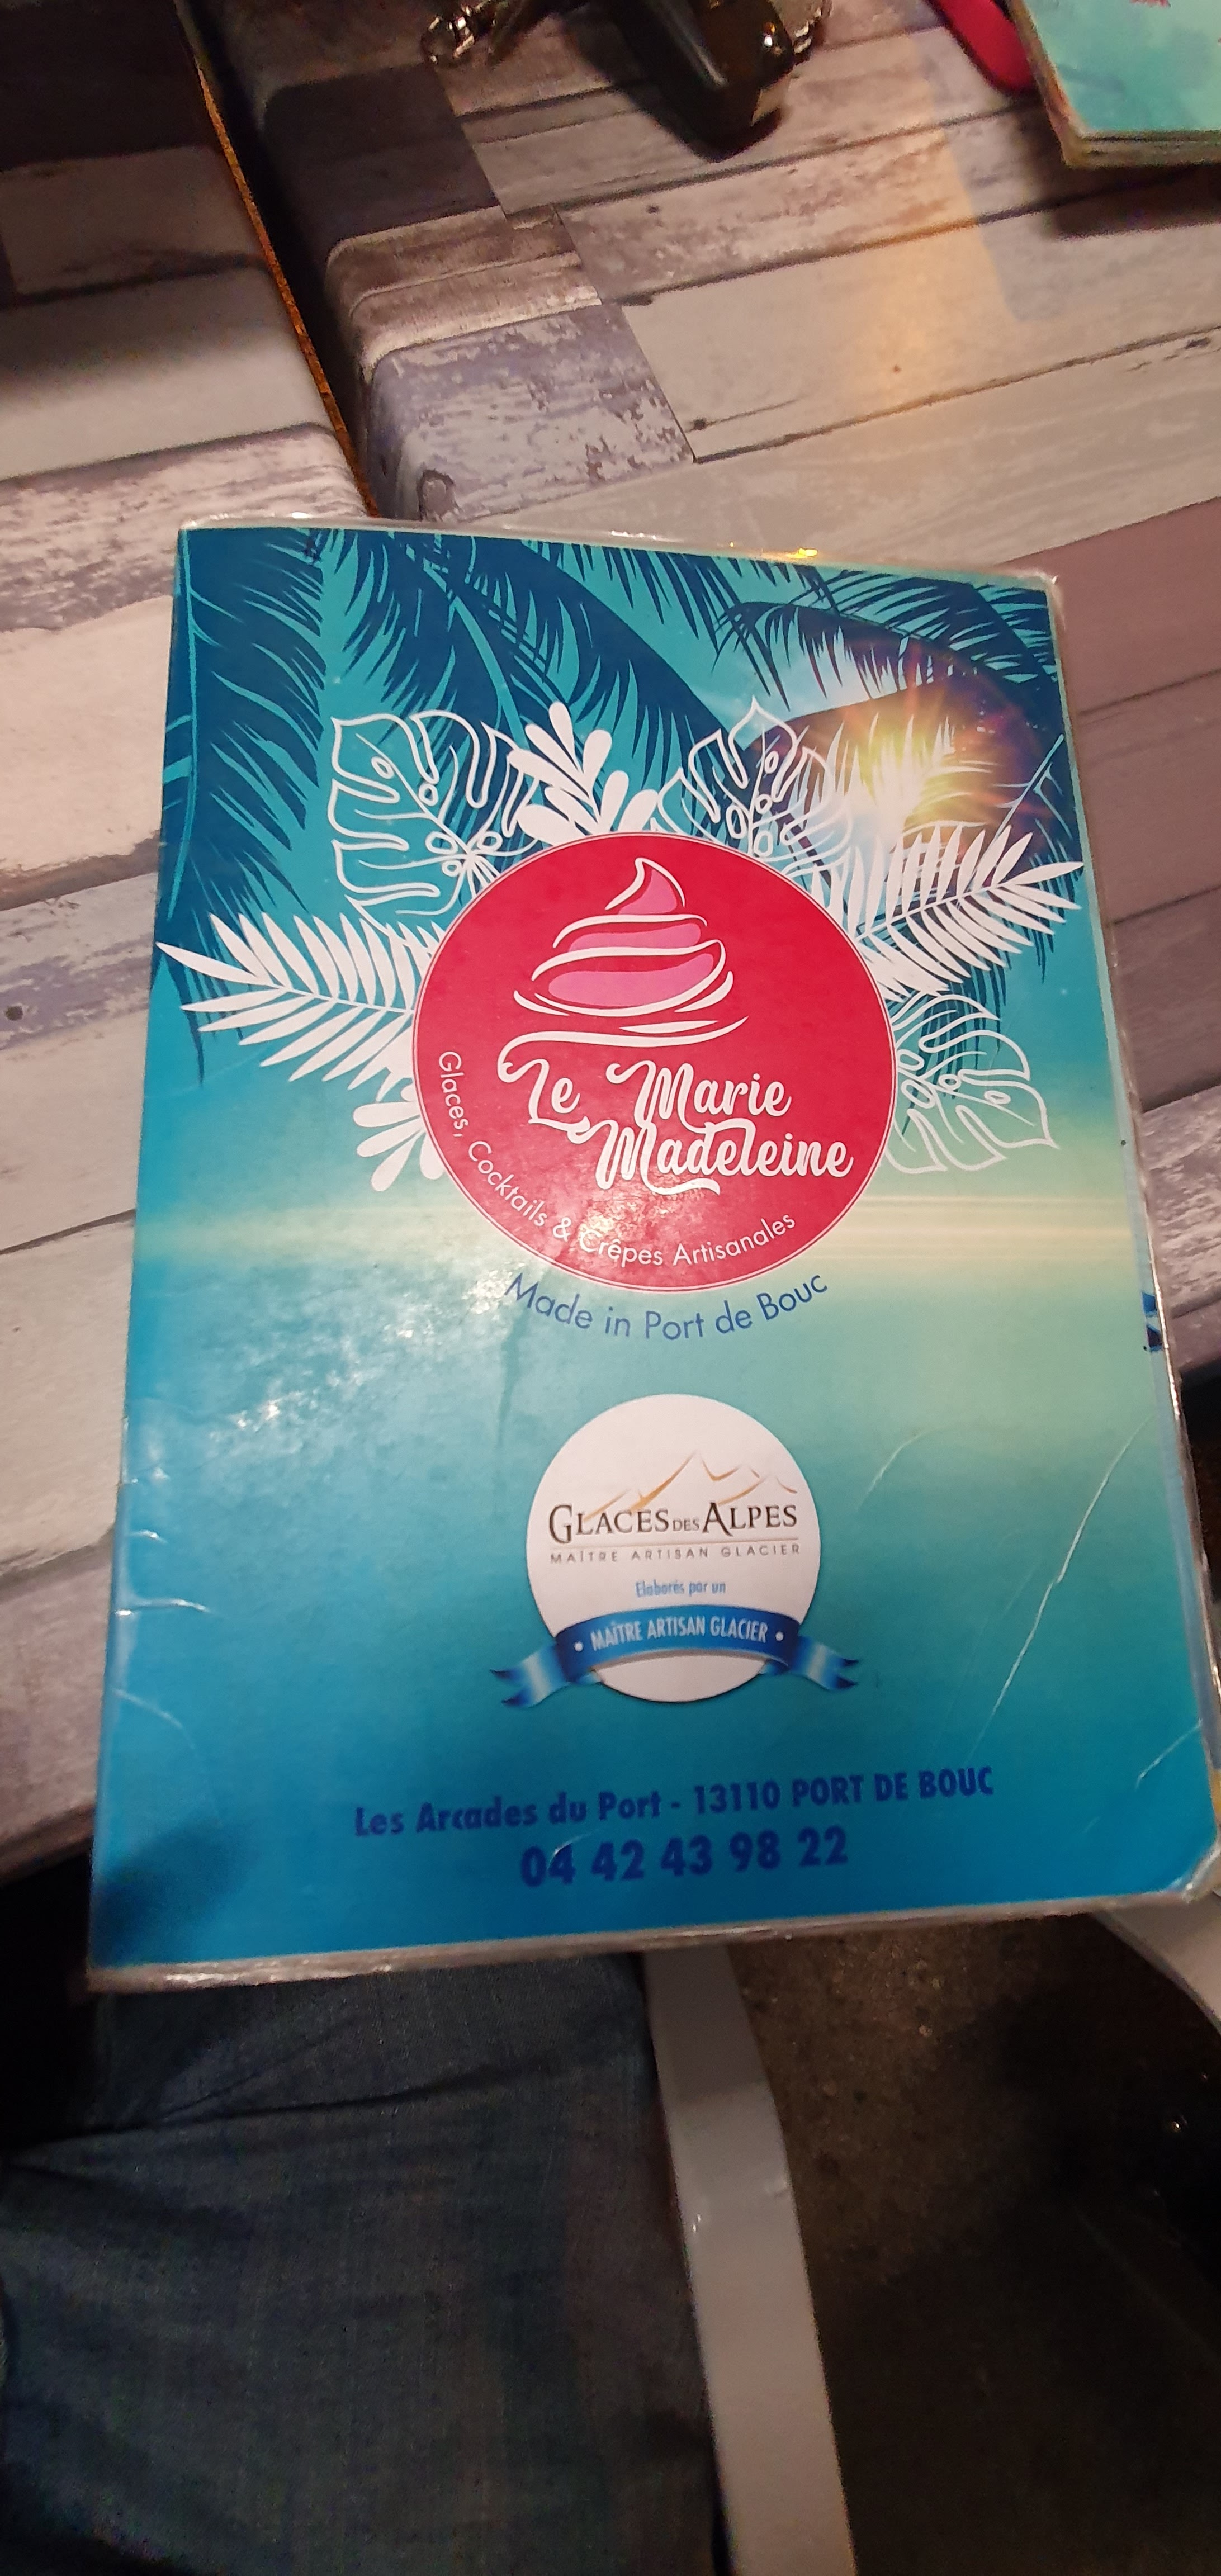 Le Marie
Madeleine
Glaces, Cocktails & Crêpes Artisanales
Made in Port de Bouc
GLACES DES ALPES
MAÎTRE ARTISAN GLACIER
Elaborés par un
• MAÎTRE ARTISAN GLACIER •
Les Arcades du Port - 13110 PORT DE BOUC
04 42 43 98 22